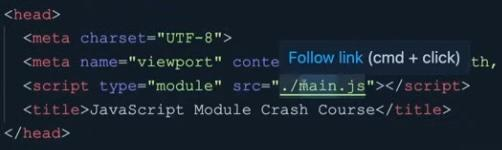 <head>
<meta charset="UTF-8">
Follow link (cmd + click)
<meta name="viewport" conte th,
<script type="module" src="./main.js"></script>
<title>JavaScript Module Crash Course</title>
</head>